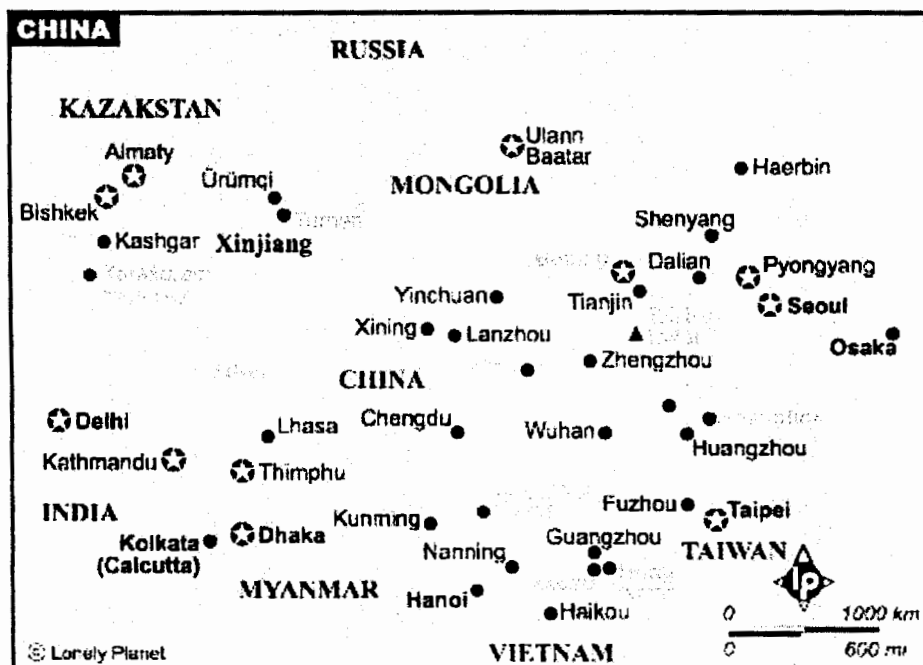 CHINA
RUSSIA
KAZAKSTAN
Almaty
Ulann
Baatar
Haerbin
Ürümqi
MONGOLIA
Bishkek
Shenyang
Kashgar
Xinjiang
Dalian
Pyongyang
Yinchuan
Tianjin
Seoul
Xining
Lanzhou
Osaka
Zhengzhou
CHINA
Delhi
Lhasa
Chengdu
Wuhan
Huangzhou
Kathmandu
Thimphu
INDIA
Kunming
Fuzhou
Taipei
Kolkata
(Calcutta)
Dhaka
Guangzhou
TAIWAN
Nanning
MYANMAR
Hanoi
lp
Haikou
0 1000 km
0 600 mi
© Lonely Planet
VIETNAM